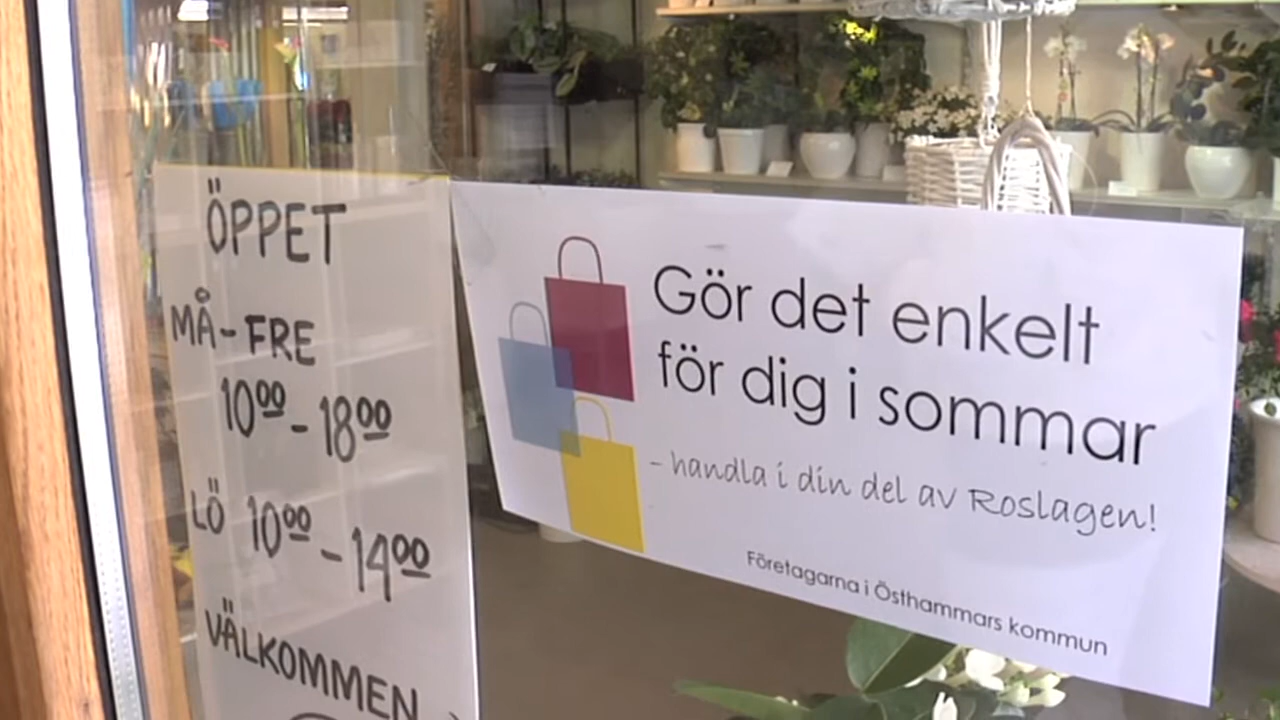 ÖPPET
MÅ-FRE
10⁰⁰-18⁰⁰
LÖ 10⁰⁰-14⁰⁰
VÄLKOMMEN
Gör det enkelt
för dig i sommar
- handla i din del av Roslagen!
Företagarna i Östhammars kommun